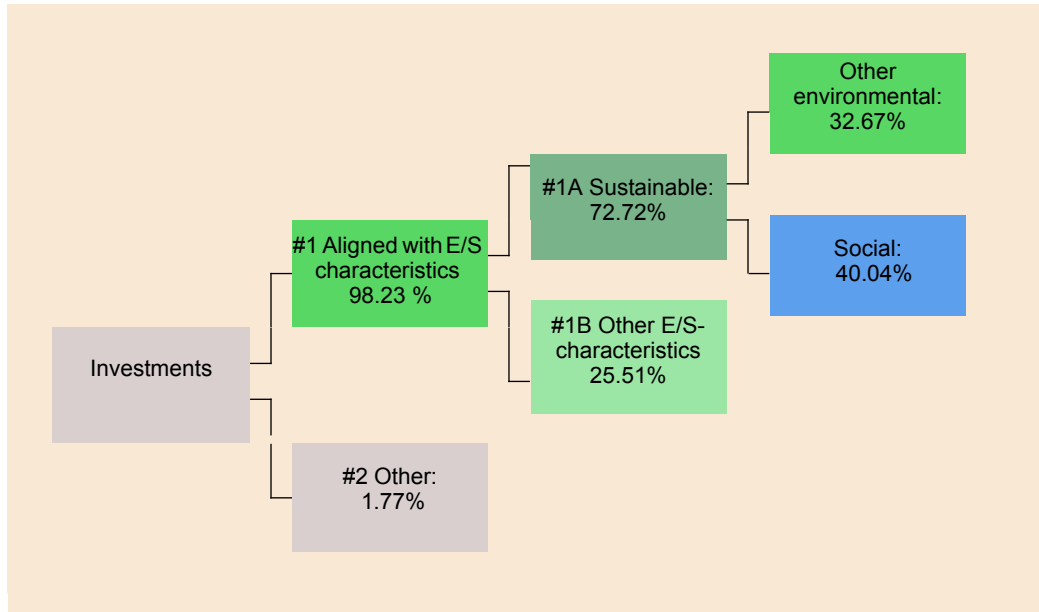 Investments
#1 Aligned with E/S
characteristics
98.23 %
#2 Other:
1.77%
#1A Sustainable:
72.72%
#1B Other E/S-
characteristics
25.51%
Other
environmental:
32.67%
Social:
40.04%